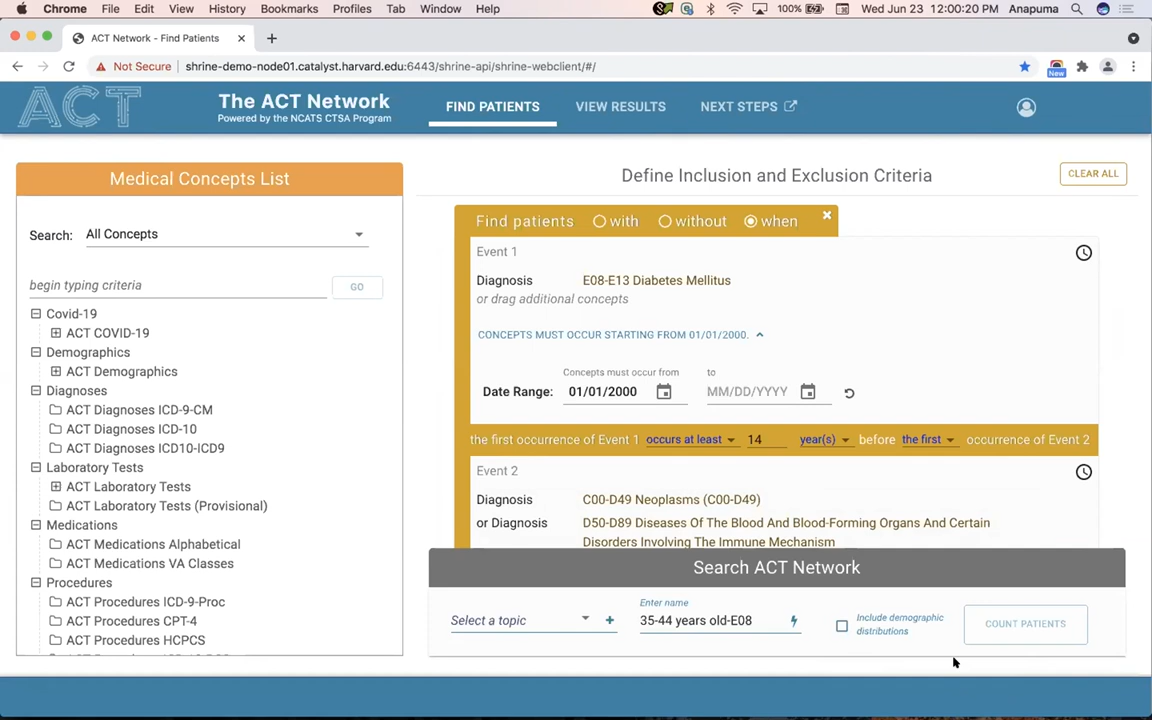 Chrome File Edit View History Bookmarks Profiles Tab Window Help 100% Wed Jun 23 12:00:20 PM Anapuma
ACT Network - Find Patients
Not Secure shrine-demo-node01.catalyst.harvard.edu:6443/shrine-api/shrine-webclient/#/
New
ACT
The ACT Network
Powered by the NCATS CTSA Program
FIND PATIENTS VIEW RESULTS NEXT STEPS
Medical Concepts List
Search: All Concepts
begin typing criteria GO
Covid-19
ACT COVID-19
Demographics
ACT Demographics
Diagnoses
ACT Diagnoses ICD-9-CM
ACT Diagnoses ICD-10
ACT Diagnoses ICD10-ICD9
Laboratory Tests
ACT Laboratory Tests
ACT Laboratory Tests (Provisional)
Medications
ACT Medications Alphabetical
ACT Medications VA Classes
Procedures
ACT Procedures ICD-9-Proc
ACT Procedures CPT-4
ACT Procedures HCPCS
Define Inclusion and Exclusion Criteria
CLEAR ALL
Find patients with without when
Event 1
Diagnosis E08-E13 Diabetes Mellitus
or drag additional concepts
CONCEPTS MUST OCCUR STARTING FROM 01/01/2000.
Concepts must occur from to
Date Range: 01/01/2000 MM/DD/YYYY
the first occurrence of Event 1 occurs at least 14 year(s) before the first occurrence of Event 2
Event 2
Diagnosis C00-D49 Neoplasms (C00-D49)
or Diagnosis D50-D89 Diseases Of The Blood And Blood-Forming Organs And Certain
Disorders Involving The Immune Mechanism
Search ACT Network
Select a topic
Enter name
35-44 years old-E08
Include demographic
distributions
COUNT PATIENTS